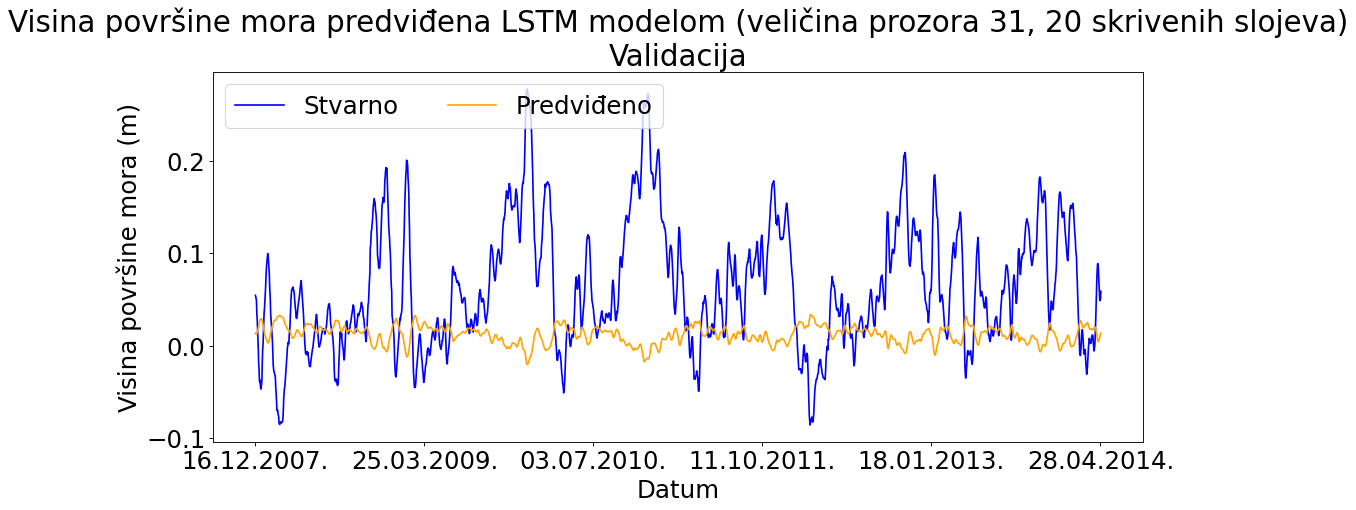 Visina površine mora predviđena LSTM modelom (veličina prozora 31, 20 skrivenih slojeva)
Validacija
Stvarno Predviđeno
Visina površine mora (m)
0.2
0.1
0.0
−0.1
16.12.2007. 25.03.2009. 03.07.2010. 11.10.2011. 18.01.2013. 28.04.2014.
Datum